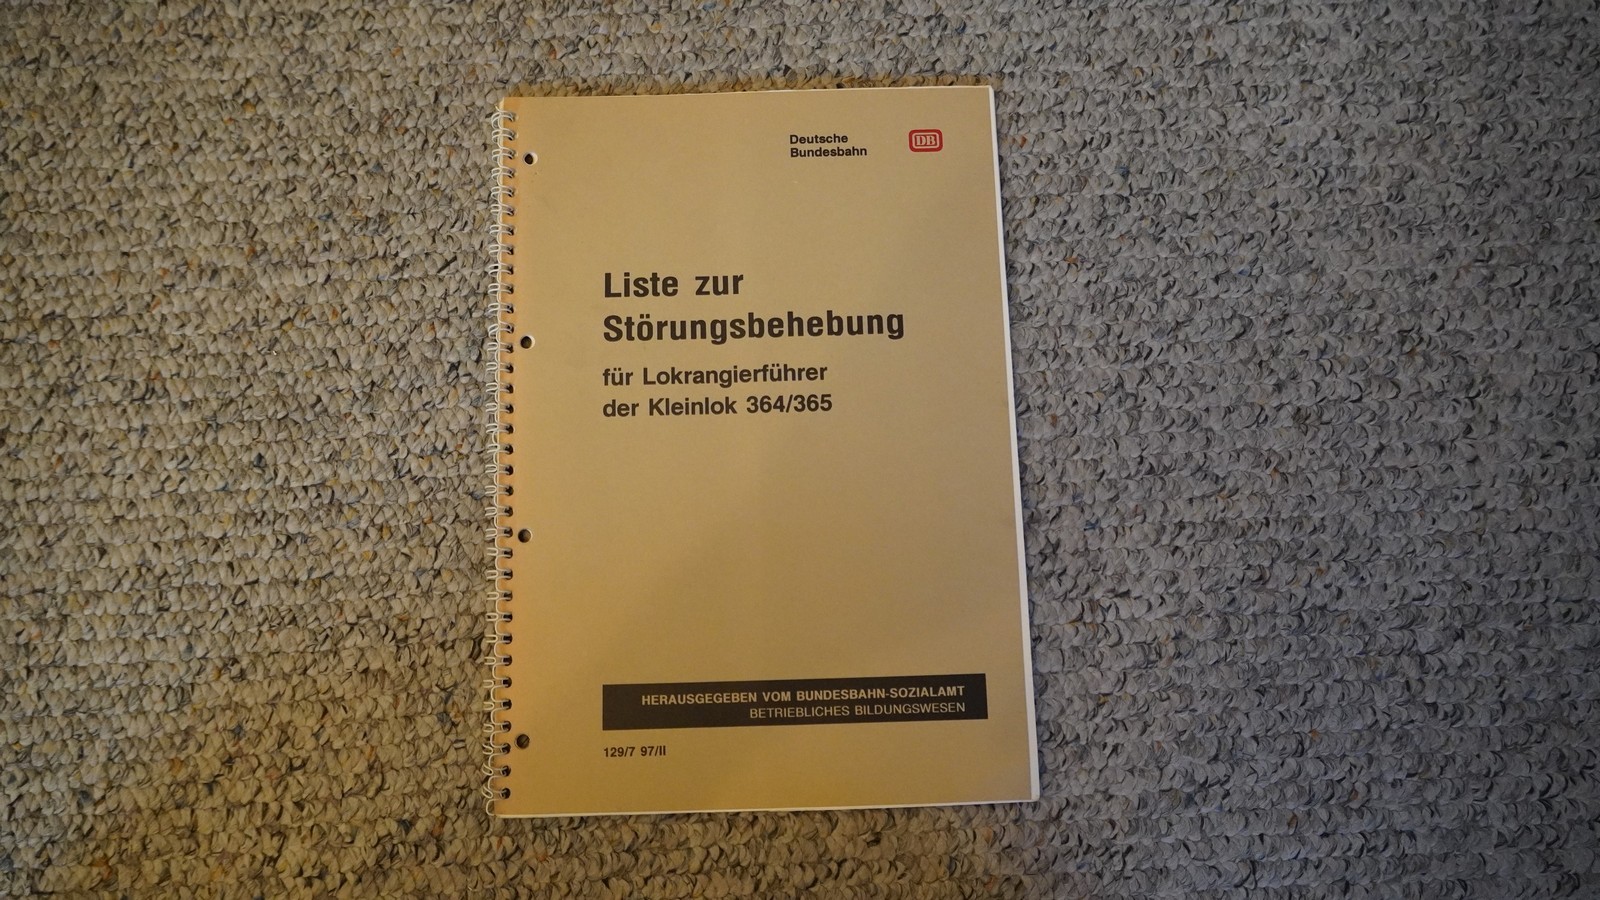 Deutsche
Bundesbahn
DB
Liste zur
Störungsbehebung
für Lokrangierführer
der Kleinlok 364/365
HERAUSGEGEBEN VOM BUNDESBAHN-SOZIALAMT
BETRIEBLICHES BILDUNGSWESEN
129/7 97/II